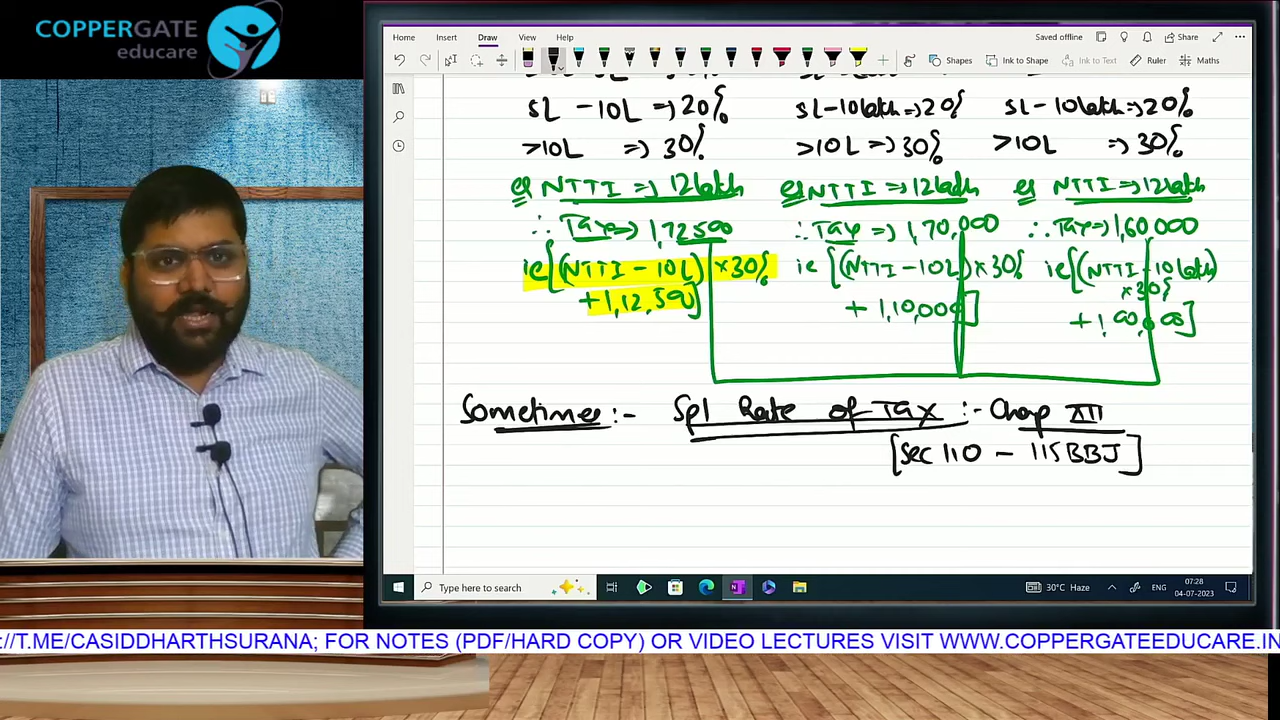 COPPERGATE
educare
Home Insert Draw View Help
Saved offline
Share
Shapes
Ink to Shape
Ink to Text
Ruler
Maths
5L - 10L => 20%
>10L => 30%
eg NTTI => 12lakh
∴ Tax => 1,72,500
ie [(NTTI - 10L) × 30%
+ 1,12,500]
5L - 10lakh => 20%
>10L => 30%
eg NTTI => 12lakh
∴ Tax => 1,70,000
ie [(NTTI - 10L) × 30%
+ 1,10,000]
5L - 10lakh => 20%
>10L => 30%
eg NTTI => 12lakh
∴ Tax => 1,60,000
ie [(NTTI - 10lakh)
× 30%
+ 1,00,000]
Sometimes :- Spl Rate of Tax :- Chap XII
[Sec 110 - 115BBJ]
Type here to search
30°C Haze
ENG
07:28
04-07-2023
://T.ME/CASIDDHARTHSURANA; FOR NOTES (PDF/HARD COPY) OR VIDEO LECTURES VISIT WWW.COPPERGATEEDUCARE.IN